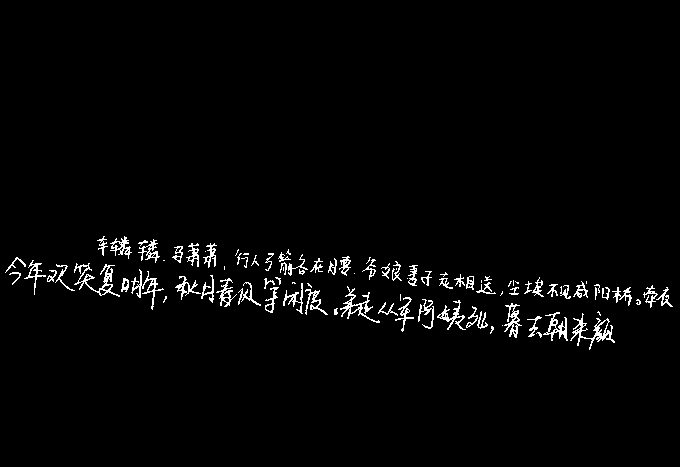 车辚辚.马萧萧,行人弓箭各在腰.爷娘妻子走相送,尘埃不见咸阳桥。牵衣
今年欢笑复明年,秋月春风等闲度.弟走从军阿姨死,暮去朝来颜